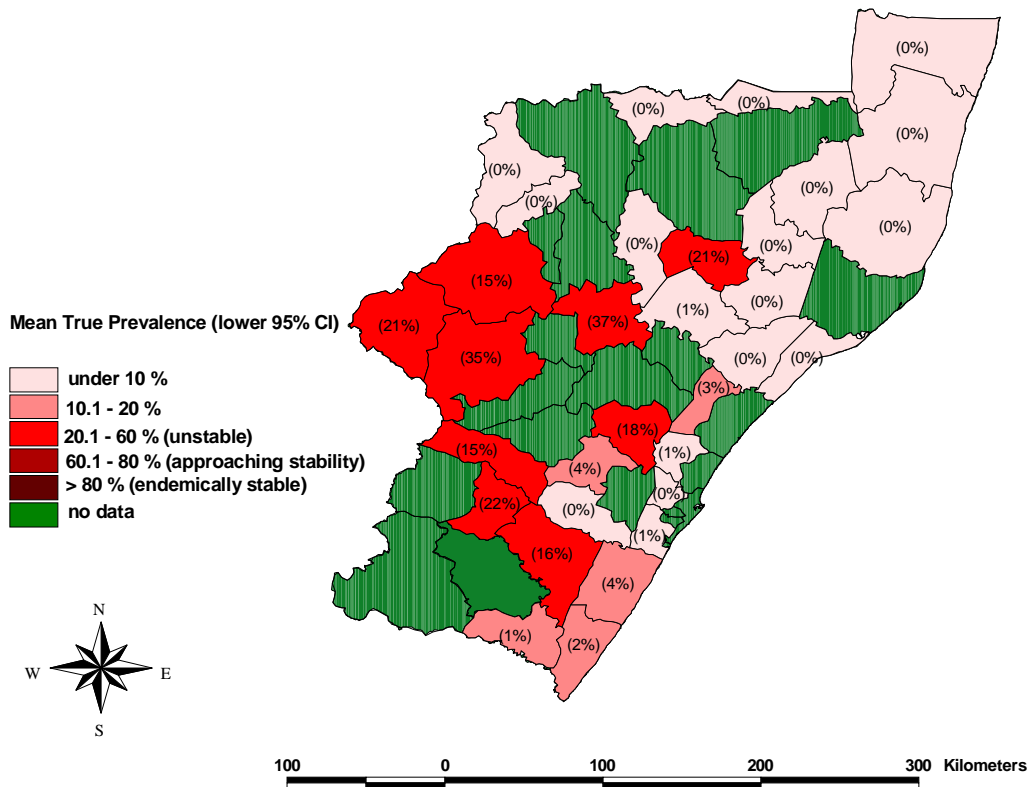 (0%)
(0%) (0%)
(0%)
(0%)
(0%)
(0%)
(0%)
(0%) (0%)
(21%)
(15%)
(1%) (0%)
Mean True Prevalence (lower 95% CI)
(21%) (37%)
(35%) (0%) (0%)
under 10 %
(3%)
10.1 - 20 %
20.1 - 60 % (unstable)
(18%)
(15%) (1%)
60.1 - 80 % (approaching stability)
(4%)
> 80 % (endemically stable)
(0%)
(22%) (0%)
no data
(1%)
(16%)
(4%)
N
(1%) (2%)
W E
S
100 0 100 200 300 Kilometers